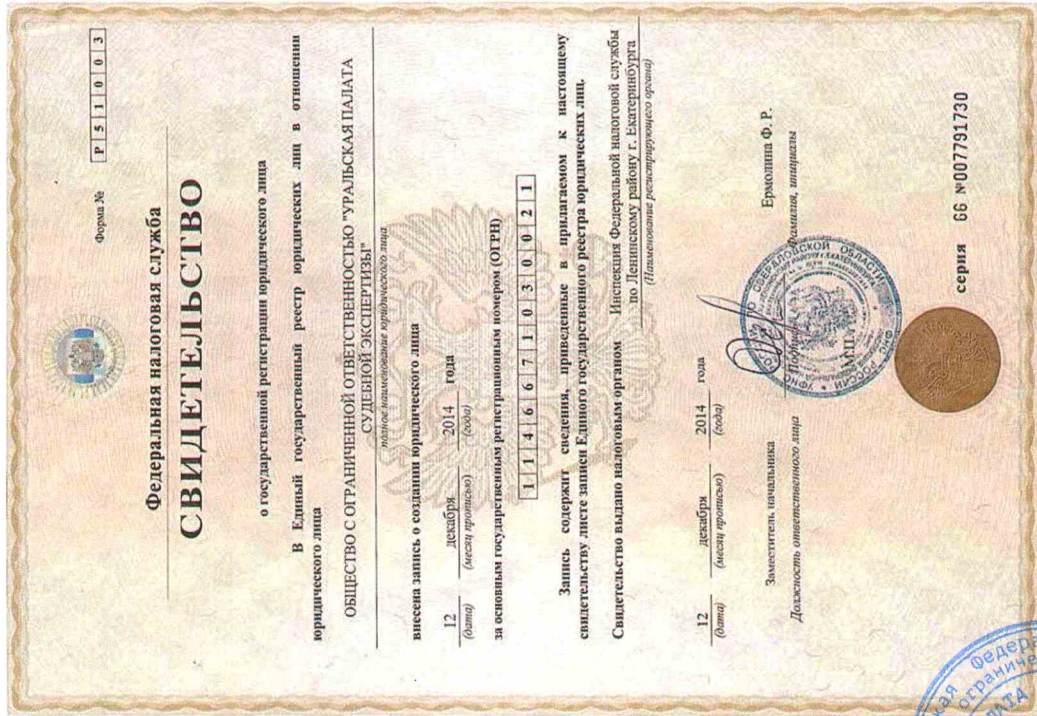 Форма №
Р 5 1 0 0 3
Федеральная налоговая служба
СВИДЕТЕЛЬСТВО
о государственной регистрации юридического лица
В Единый государственный реестр юридических лиц в отношении
юридического лица
ОБЩЕСТВО С ОГРАНИЧЕННОЙ ОТВЕТСТВЕННОСТЬЮ "УРАЛЬСКАЯ ПАЛАТА
СУДЕБНОЙ ЭКСПЕРТИЗЫ"
полное наименование юридического лица
внесена запись о создании юридического лица
12 декабря 2014 года
(дата) (месяц прописью) (года)
за основным государственным регистрационным номером (ОГРН)
1 1 4 6 6 7 1 0 3 0 0 2 1
Запись содержит сведения, приведенные в прилагаемом к настоящему
свидетельству листе записи Единого государственного реестра юридических лиц.
Свидетельство выдано налоговым органом Инспекция Федеральной налоговой службы
по Ленинскому району г. Екатеринбурга
(Наименование регистрирующего органа)
12 декабря 2014 года
(дата) (месяц прописью) (года)
Заместитель начальника Ермолина Ф. Р.
Должность ответственного лица Подпись Фамилия, инициалы
М.П.
серия 66 №007791730